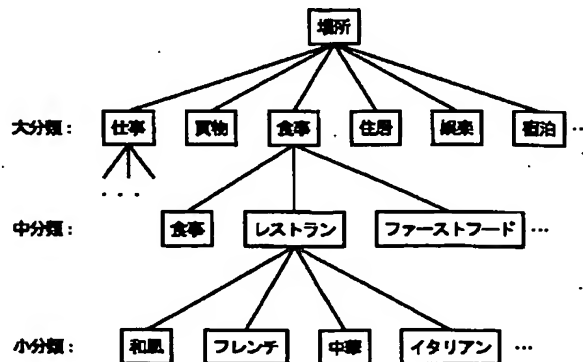 場所
大分類: 仕事 買物 食事 住居 娯楽 宿泊 …
...
中分類: 食事 レストラン ファーストフード …
小分類: 和風 フレンチ 中華 イタリアン …